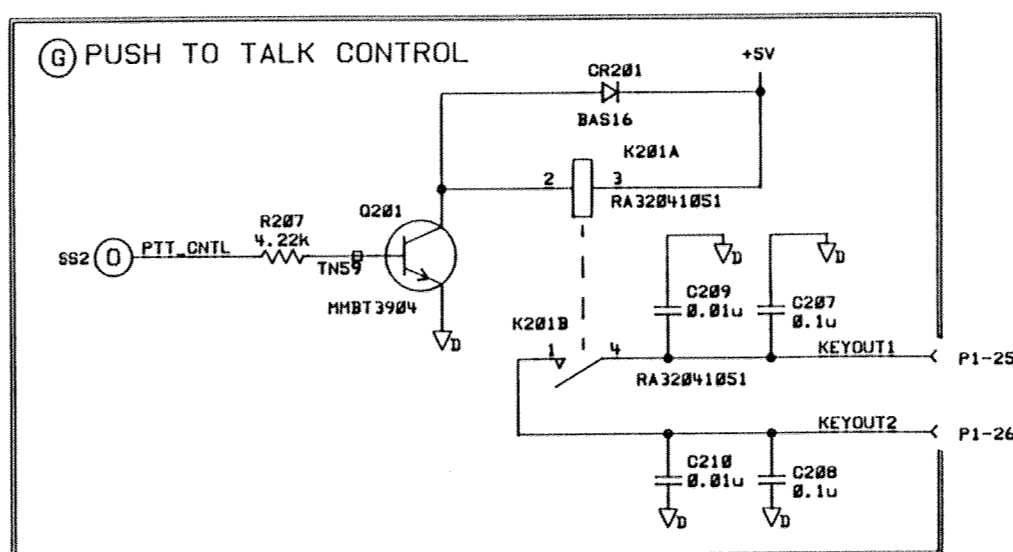 G PUSH TO TALK CONTROL
+5V
CR201
BAS16
K201A
2
3
RA32041051
Q201
R207
4.22k
SS2 O PTT_CNTL
TN59
MMBT3904
D
D
D
C209
0.01u
C207
0.1u
K201B
1
4
KEYOUT1
P1-25
RA32041051
KEYOUT2
P1-26
C210
0.01u
C208
0.1u
D
D